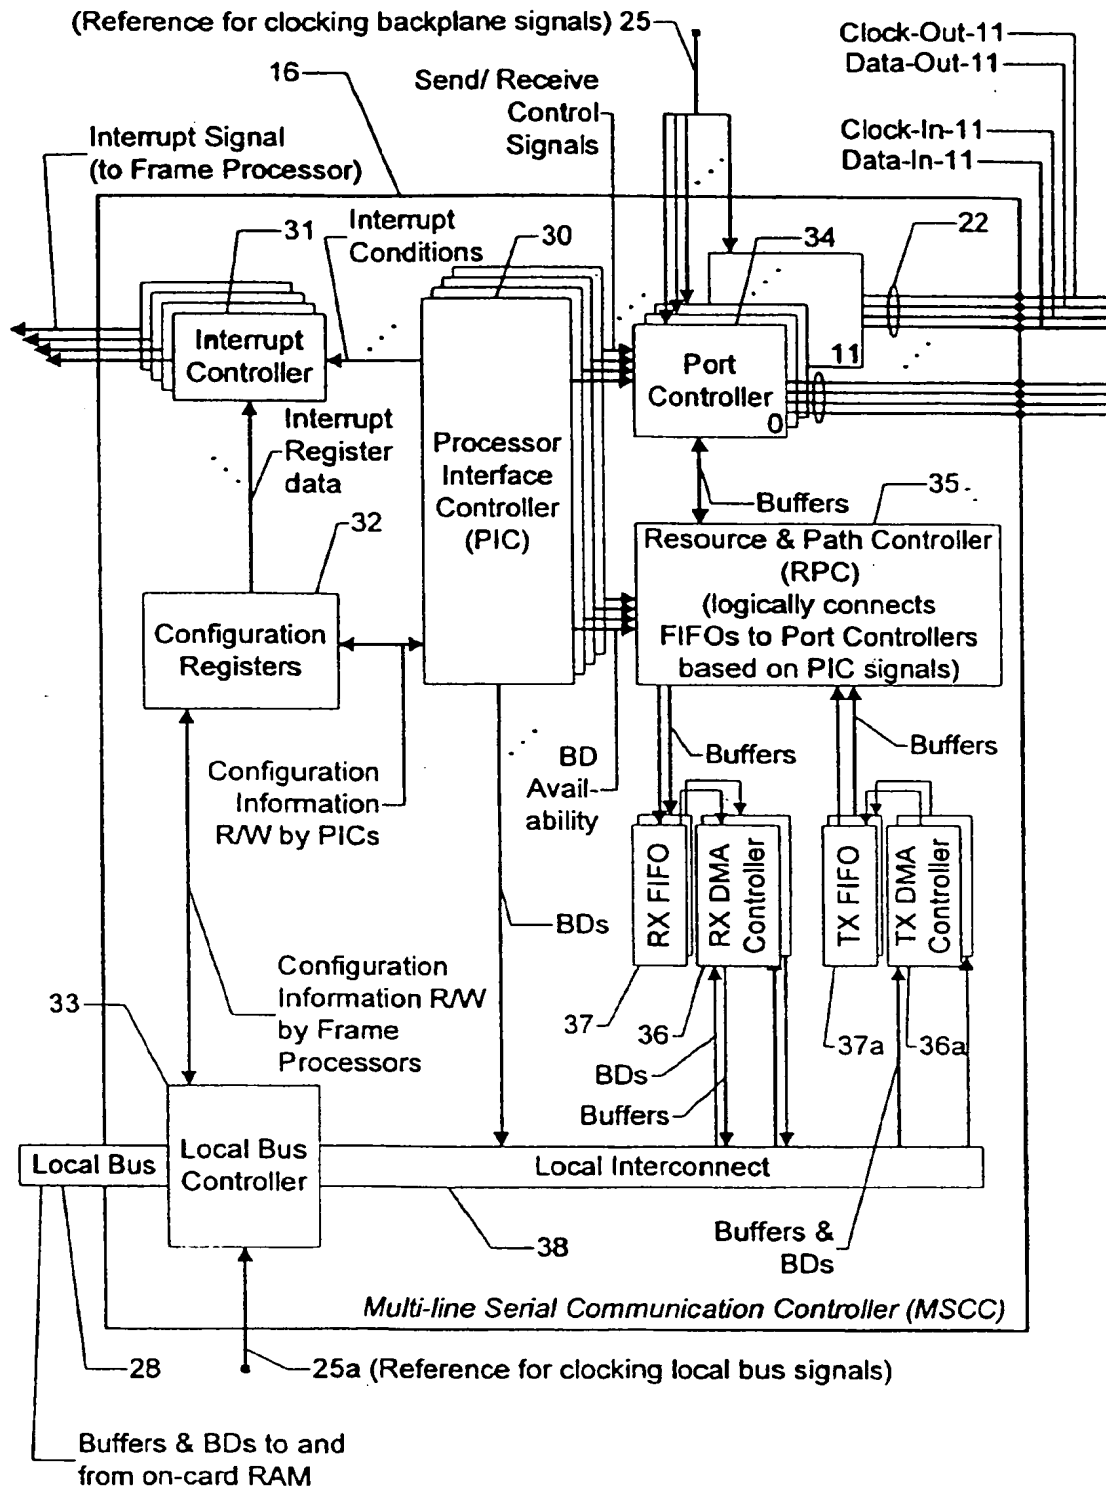 (Reference for clocking backplane signals) 25
Clock-Out-11
Data-Out-11
16
Send/ Receive
Control
Signals
Interrupt Signal
(to Frame Processor)
Clock-In-11
Data-In-11
31
Interrupt
Conditions
30
34
22
Interrupt
Controller
Port
Controller
11
0
Interrupt
Register
data
Processor
Interface
Controller
(PIC)
Buffers
35
32
Resource & Path Controller
(RPC)
(logically connects
FIFOs to Port Controllers
based on PIC signals)
Configuration
Registers
Configuration
Information
R/W by PICs
BD
Avail-
ability
Buffers
Buffers
RX FIFO
RX DMA
Controller
TX FIFO
TX DMA
Controller
BDs
Configuration
Information R/W
by Frame
Processors
33
37
36
37a
36a
BDs
Buffers
Local Bus
Local Bus
Controller
Local Interconnect
38
Buffers &
BDs
Multi-line Serial Communication Controller (MSCC)
28
25a (Reference for clocking local bus signals)
Buffers & BDs to and
from on-card RAM